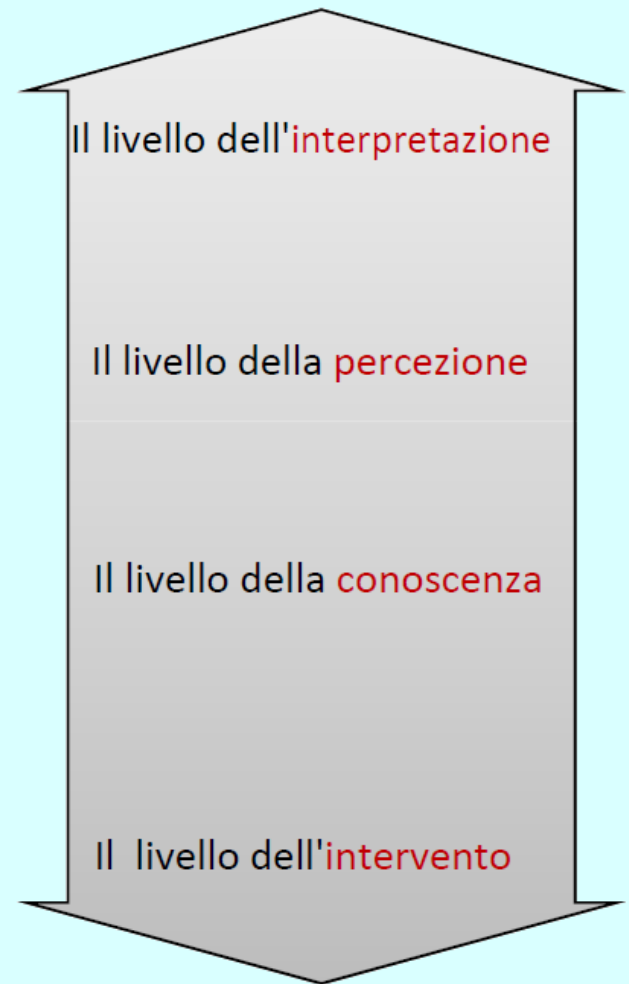 Il livello dell'interpretazione
Il livello della percezione
Il livello della conoscenza
Il livello dell'intervento